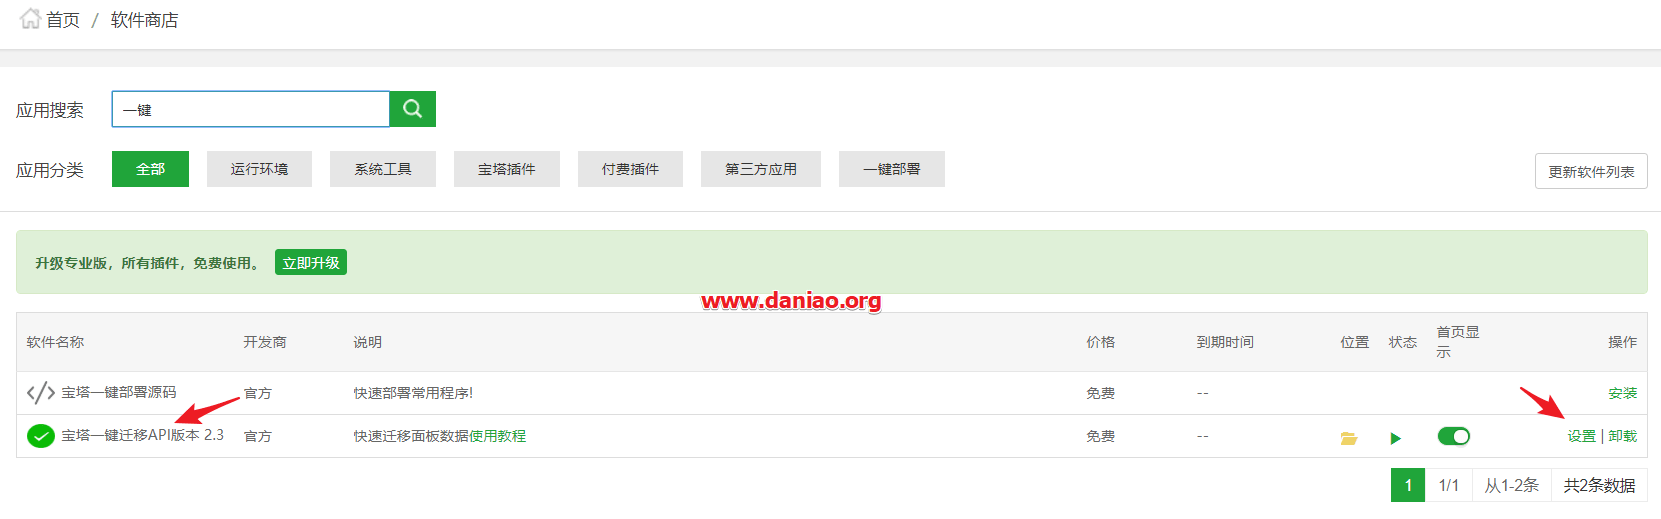 首页 / 软件商店
应用搜索 一键
应用分类 全部 运行环境 系统工具 宝塔插件 付费插件 第三方应用 一键部署 更新软件列表
升级专业版，所有插件，免费使用。 立即升级
www.daniao.org
软件名称 开发商 说明 价格 到期时间 位置 状态 首页显示 操作
宝塔一键部署源码 官方 快速部署常用程序! 免费 -- 安装
宝塔一键迁移API版本 2.3 官方 快速迁移面板数据使用教程 免费 -- 设置 | 卸载
1 1/1 从1-2条 共2条数据